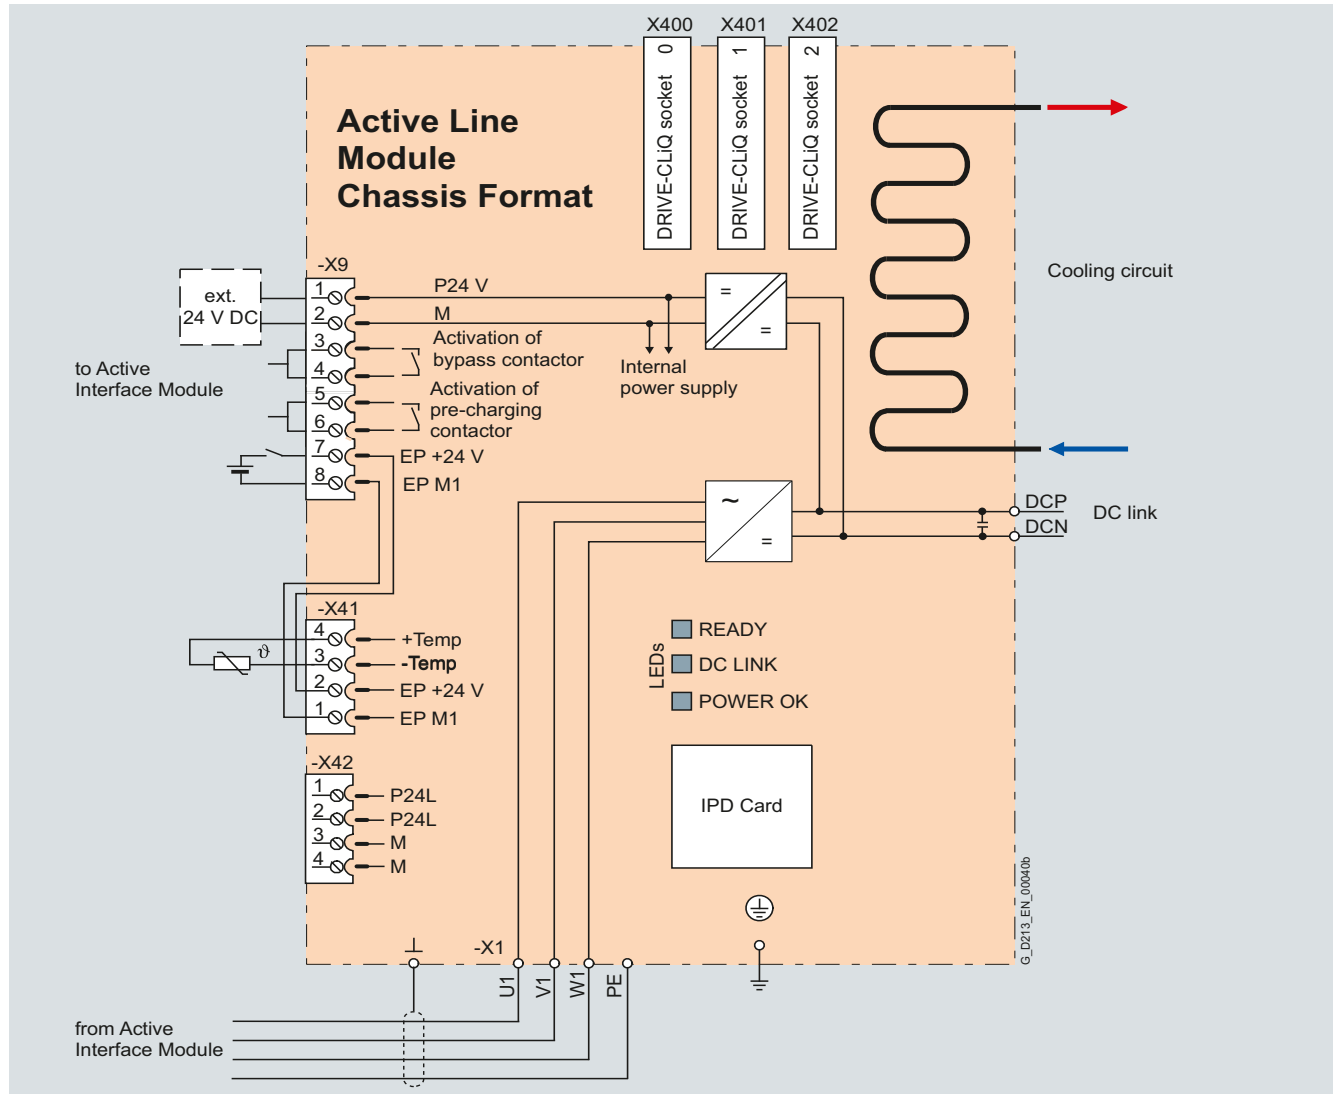 X400 X401 X402
DRIVE-CLiQ socket 0
DRIVE-CLiQ socket 1
DRIVE-CLiQ socket 2
Active Line
Module
Chassis Format
Cooling circuit
-X9
ext.
24 V DC
1
2
3
4
5
6
7
8
P24 V
M
Activation of
bypass contactor
Activation of
pre-charging
contactor
EP +24 V
EP M1
=
=
Internal
power supply
to Active
Interface Module
~
=
DCP
DCN
DC link
-X41
ϑ
4
3
2
1
+Temp
-Temp
EP +24 V
EP M1
LEDs
READY
DC LINK
POWER OK
-X42
1
2
3
4
P24L
P24L
M
M
IPD Card
G_D213_EN_00040b
-X1
U1
V1
W1
PE
from Active
Interface Module